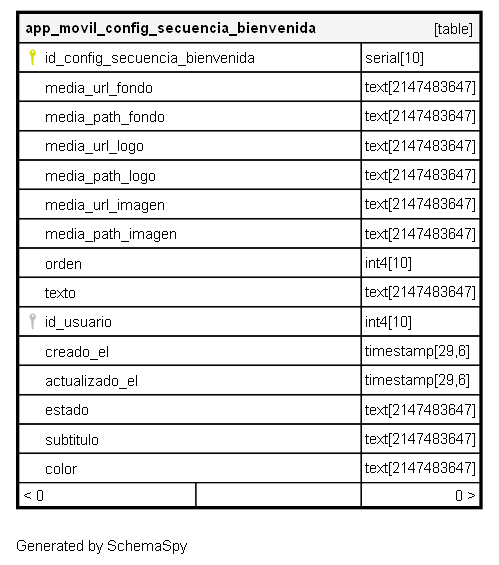 app_movil_config_secuencia_bienvenida [table]
id_config_secuencia_bienvenida serial[10]
media_url_fondo text[2147483647]
media_path_fondo text[2147483647]
media_url_logo text[2147483647]
media_path_logo text[2147483647]
media_url_imagen text[2147483647]
media_path_imagen text[2147483647]
orden int4[10]
texto text[2147483647]
id_usuario int4[10]
creado_el timestamp[29,6]
actualizado_el timestamp[29,6]
estado text[2147483647]
subtitulo text[2147483647]
color text[2147483647]
< 0 0 >
Generated by SchemaSpy